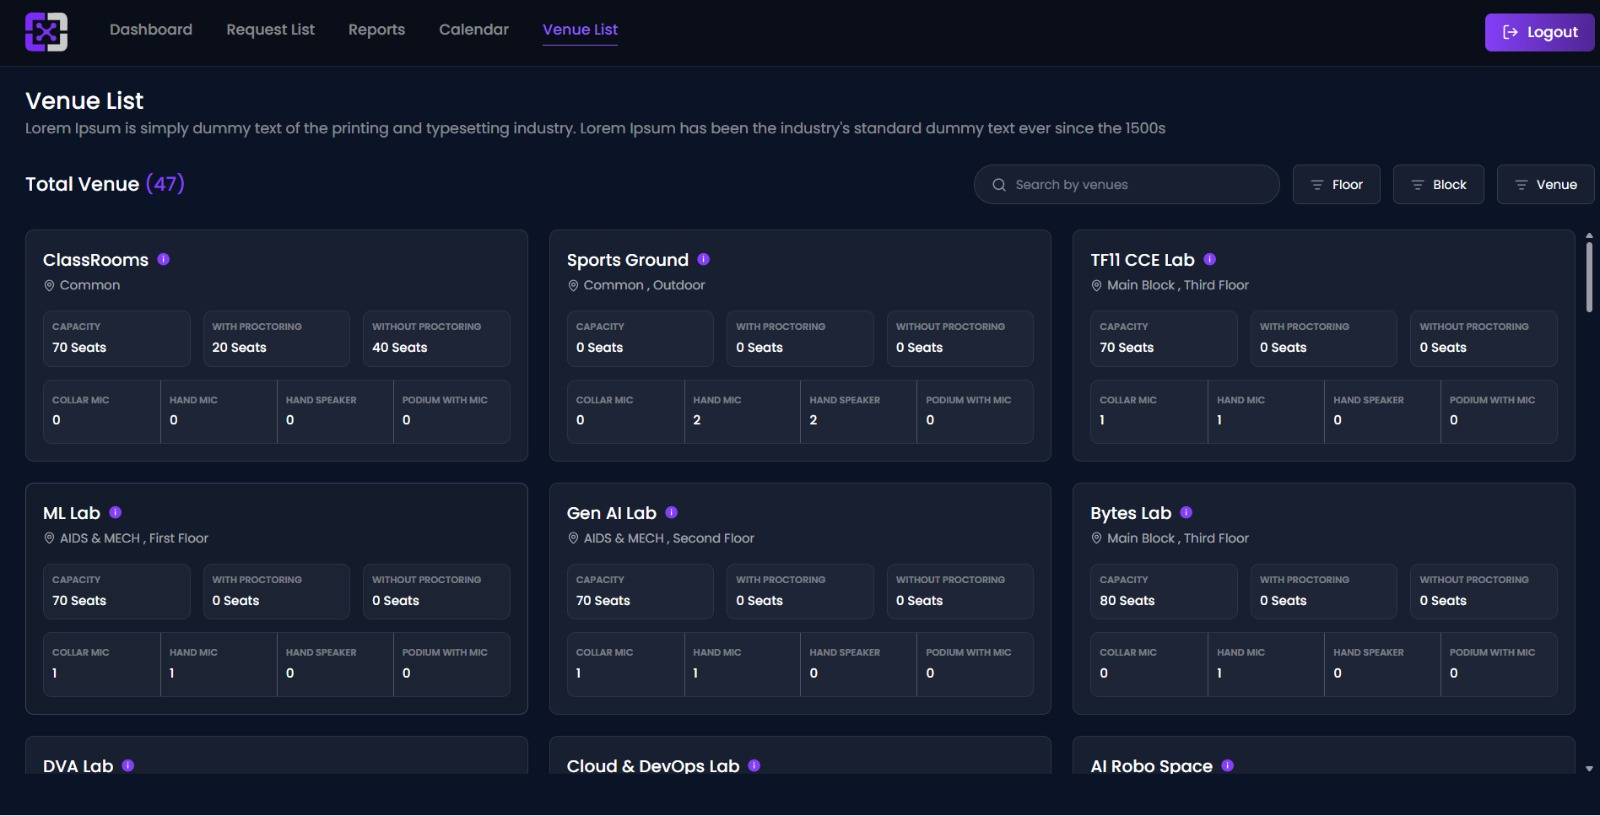 Dashboard Request List Reports Calendar Venue List Logout
Venue List
Lorem Ipsum is simply dummy text of the printing and typesetting industry. Lorem Ipsum has been the industry's standard dummy text ever since the 1500s
Total Venue (47) Search by venues Floor Block Venue
ClassRooms
Common
CAPACITY WITH PROCTORING WITHOUT PROCTORING
70 Seats 20 Seats 40 Seats
COLLAR MIC HAND MIC HAND SPEAKER PODIUM WITH MIC
0 0 0 0
Sports Ground
Common , Outdoor
CAPACITY WITH PROCTORING WITHOUT PROCTORING
0 Seats 0 Seats 0 Seats
COLLAR MIC HAND MIC HAND SPEAKER PODIUM WITH MIC
0 2 2 0
TF11 CCE Lab
Main Block , Third Floor
CAPACITY WITH PROCTORING WITHOUT PROCTORING
70 Seats 0 Seats 0 Seats
COLLAR MIC HAND MIC HAND SPEAKER PODIUM WITH MIC
1 1 0 0
ML Lab
AIDS & MECH , First Floor
CAPACITY WITH PROCTORING WITHOUT PROCTORING
70 Seats 0 Seats 0 Seats
COLLAR MIC HAND MIC HAND SPEAKER PODIUM WITH MIC
1 1 0 0
Gen AI Lab
AIDS & MECH , Second Floor
CAPACITY WITH PROCTORING WITHOUT PROCTORING
70 Seats 0 Seats 0 Seats
COLLAR MIC HAND MIC HAND SPEAKER PODIUM WITH MIC
1 1 0 0
Bytes Lab
Main Block , Third Floor
CAPACITY WITH PROCTORING WITHOUT PROCTORING
80 Seats 0 Seats 0 Seats
COLLAR MIC HAND MIC HAND SPEAKER PODIUM WITH MIC
0 1 0 0
DVA Lab
Cloud & DevOps Lab
AI Robo Space